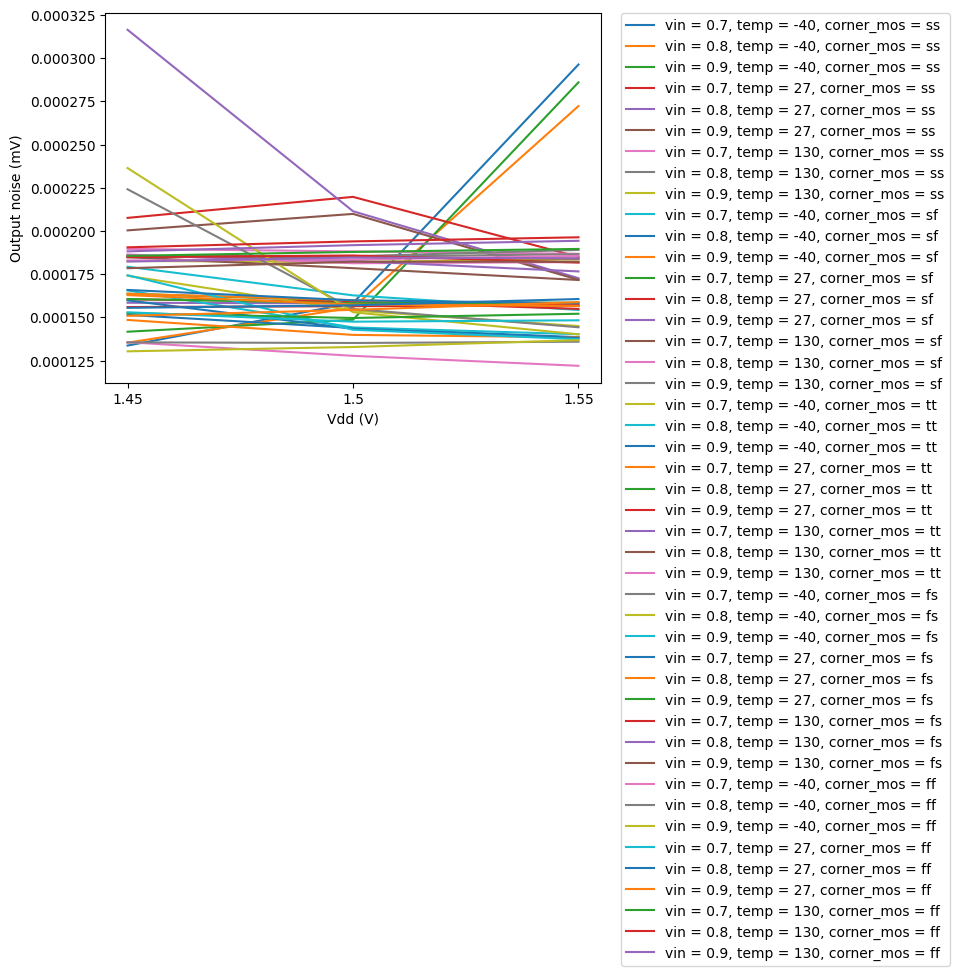 0.000325
0.000300
0.000275
0.000250
0.000225
0.000200
0.000175
0.000150
0.000125
Output noise (mV)
1.45
1.5
1.55
Vdd (V)
vin = 0.7, temp = -40, corner_mos = ss
vin = 0.8, temp = -40, corner_mos = ss
vin = 0.9, temp = -40, corner_mos = ss
vin = 0.7, temp = 27, corner_mos = ss
vin = 0.8, temp = 27, corner_mos = ss
vin = 0.9, temp = 27, corner_mos = ss
vin = 0.7, temp = 130, corner_mos = ss
vin = 0.8, temp = 130, corner_mos = ss
vin = 0.9, temp = 130, corner_mos = ss
vin = 0.7, temp = -40, corner_mos = sf
vin = 0.8, temp = -40, corner_mos = sf
vin = 0.9, temp = -40, corner_mos = sf
vin = 0.7, temp = 27, corner_mos = sf
vin = 0.8, temp = 27, corner_mos = sf
vin = 0.9, temp = 27, corner_mos = sf
vin = 0.7, temp = 130, corner_mos = sf
vin = 0.8, temp = 130, corner_mos = sf
vin = 0.9, temp = 130, corner_mos = sf
vin = 0.7, temp = -40, corner_mos = tt
vin = 0.8, temp = -40, corner_mos = tt
vin = 0.9, temp = -40, corner_mos = tt
vin = 0.7, temp = 27, corner_mos = tt
vin = 0.8, temp = 27, corner_mos = tt
vin = 0.9, temp = 27, corner_mos = tt
vin = 0.7, temp = 130, corner_mos = tt
vin = 0.8, temp = 130, corner_mos = tt
vin = 0.9, temp = 130, corner_mos = tt
vin = 0.7, temp = -40, corner_mos = fs
vin = 0.8, temp = -40, corner_mos = fs
vin = 0.9, temp = -40, corner_mos = fs
vin = 0.7, temp = 27, corner_mos = fs
vin = 0.8, temp = 27, corner_mos = fs
vin = 0.9, temp = 27, corner_mos = fs
vin = 0.7, temp = 130, corner_mos = fs
vin = 0.8, temp = 130, corner_mos = fs
vin = 0.9, temp = 130, corner_mos = fs
vin = 0.7, temp = -40, corner_mos = ff
vin = 0.8, temp = -40, corner_mos = ff
vin = 0.9, temp = -40, corner_mos = ff
vin = 0.7, temp = 27, corner_mos = ff
vin = 0.8, temp = 27, corner_mos = ff
vin = 0.9, temp = 27, corner_mos = ff
vin = 0.7, temp = 130, corner_mos = ff
vin = 0.8, temp = 130, corner_mos = ff
vin = 0.9, temp = 130, corner_mos = ff